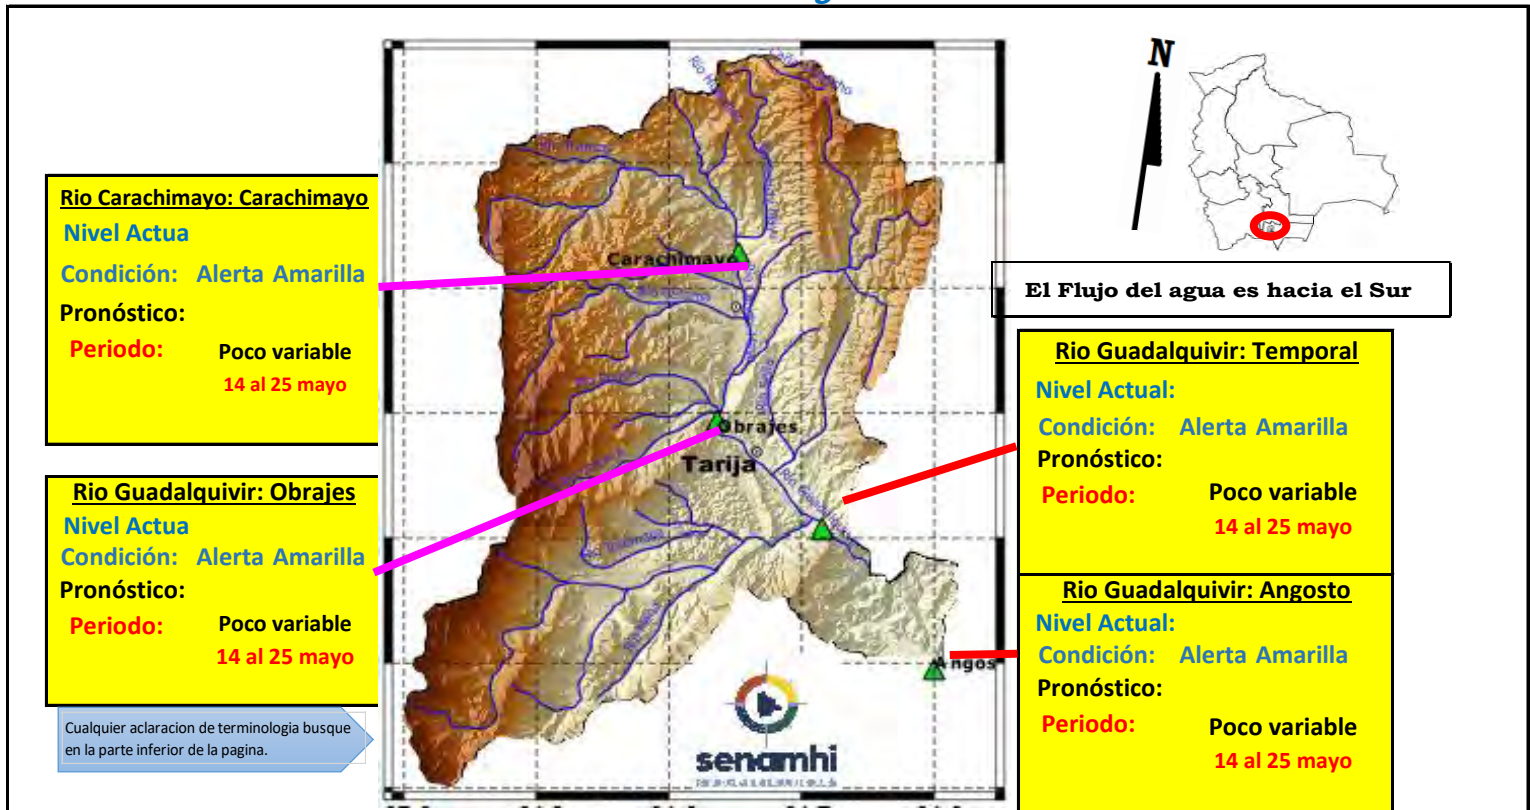 N
Rio Carachimayo: Carachimayo
Nivel Actua
Condición: Alerta Amarilla
Pronóstico:
Periodo: Poco variable
14 al 25 mayo
Rio Guadalquivir: Obrajes
Nivel Actua
Condición: Alerta Amarilla
Pronóstico:
Periodo: Poco variable
14 al 25 mayo
Cualquier aclaracion de terminologia busque
en la parte inferior de la pagina.
Carachimayo
Obrajes
Tarija
Angos
senamhi
El Flujo del agua es hacia el Sur
Rio Guadalquivir: Temporal
Nivel Actual:
Condición: Alerta Amarilla
Pronóstico:
Periodo: Poco variable
14 al 25 mayo
Rio Guadalquivir: Angosto
Nivel Actual:
Condición: Alerta Amarilla
Pronóstico:
Periodo: Poco variable
14 al 25 mayo